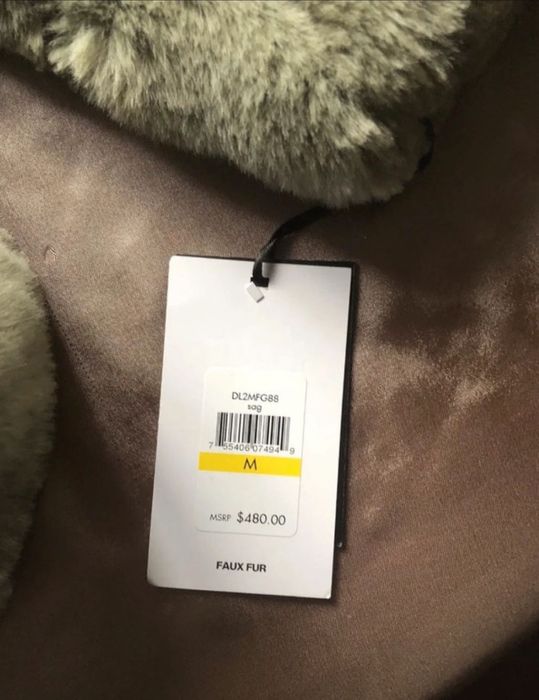 DL2MFG88
sag
7 55406 07494 9
M
MSRP $480.00
FAUX FUR